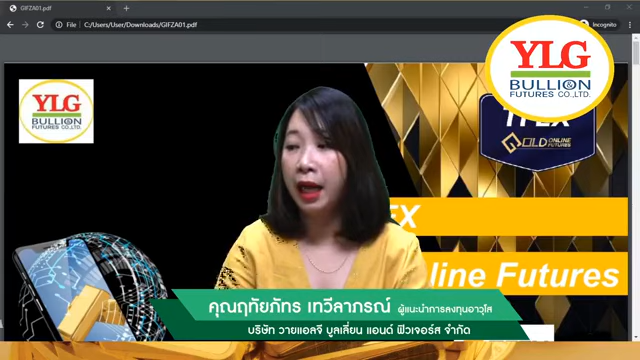 GIFZA01.pdf
File
C:/Users/User/Downloads/GIFZA01.pdf
Incognito
YLG
BULLION
FUTURES CO.,LTD.
YLG
BULLION
FUTURES CO.,LTD.
GOLD ONLINE
FUTURES
EX
line Futures
คุณฤทัยภัทร เทวีลาภรณ์ ผู้แนะนำการลงทุนอาวุโส
บริษัท วายแอลจี บูลเลี่ยน แอนด์ ฟิวเจอร์ส จำกัด